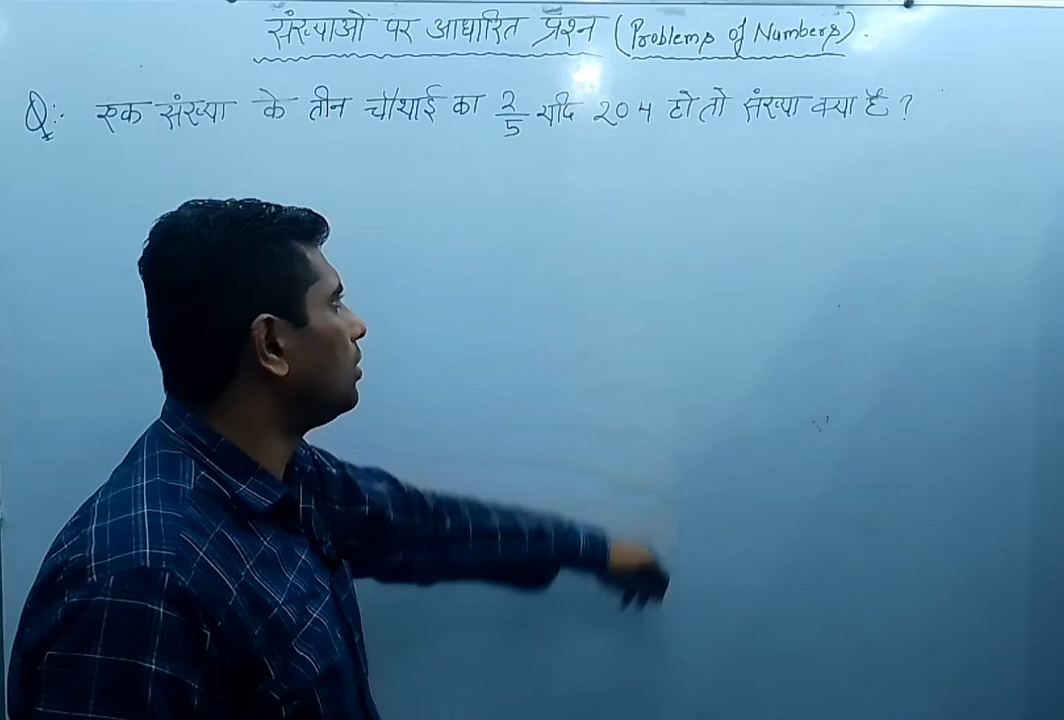 संख्याओं पर आधारित प्रश्न (Problems of Numbers).
Q:- एक संख्या के तीन चौथाई का 2/5 यदि 204 हो तो संख्या क्या है ?